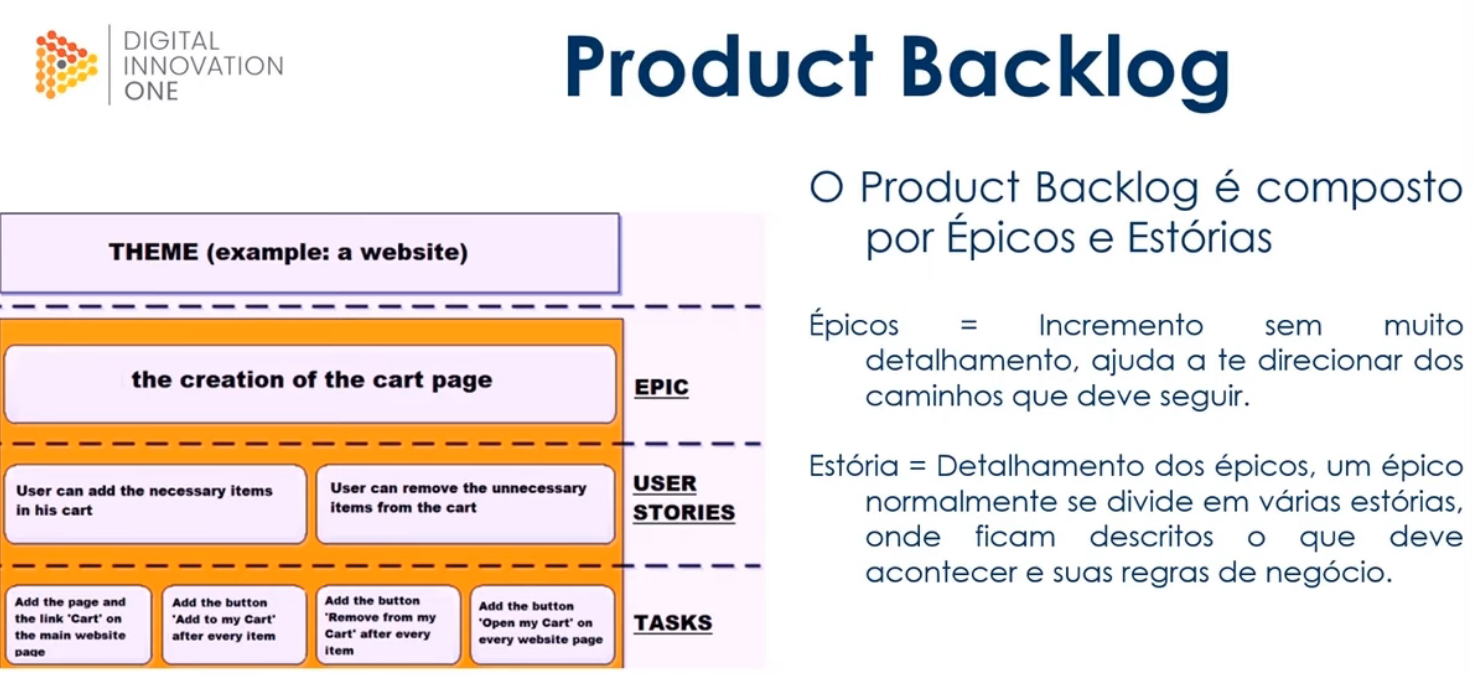 DIGITAL
INNOVATION
ONE
Product Backlog
THEME (example: a website)
the creation of the cart page
EPIC
User can add the necessary items
in his cart
User can remove the unnecessary
items from the cart
USER
STORIES
Add the page and
the link 'Cart' on
the main website
page
Add the button
'Add to my Cart'
after every item
Add the button
'Remove from my
Cart' after every
item
Add the button
'Open my Cart' on
every website page
TASKS
O Product Backlog é composto
por Épicos e Estórias
Épicos = Incremento sem muito
detalhamento, ajuda a te direcionar dos
caminhos que deve seguir.
Estória = Detalhamento dos épicos, um épico
normalmente se divide em várias estórias,
onde ficam descritos o que deve
acontecer e suas regras de negócio.